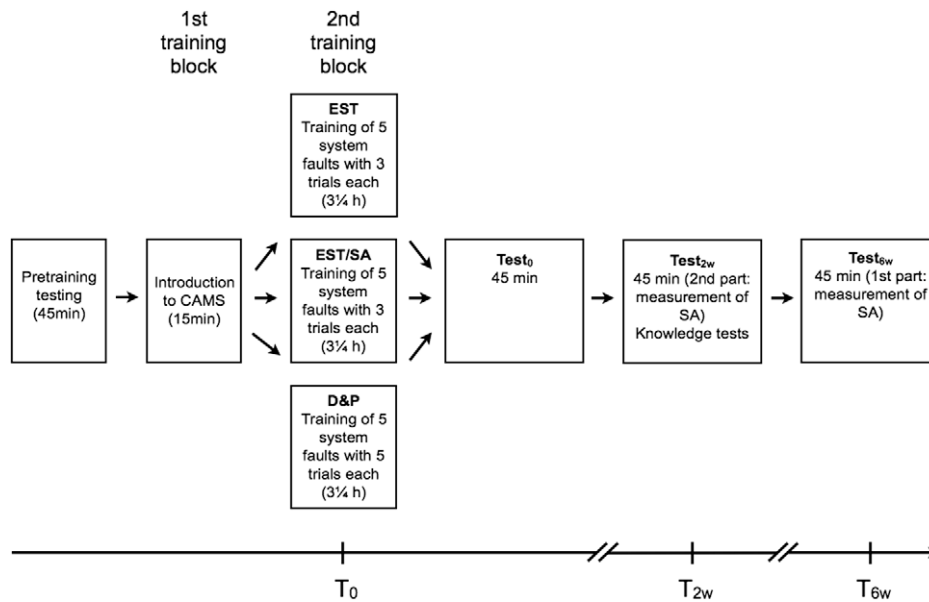 1st
training
block
2nd
training
block
EST
Training of 5
system
faults with 3
trials each
(3¼ h)
Pretraining
testing
(45min)
Introduction
to CAMS
(15min)
EST/SA
Training of 5
system
faults with 3
trials each
(3¼ h)
D&P
Training of 5
system
faults with 5
trials each
(3¼ h)
Test₀
45 min
Test₂w
45 min (2nd part:
measurement of
SA)
Knowledge tests
Test₆w
45 min (1st part:
measurement of
SA)
T₀
T₂w
T₆w